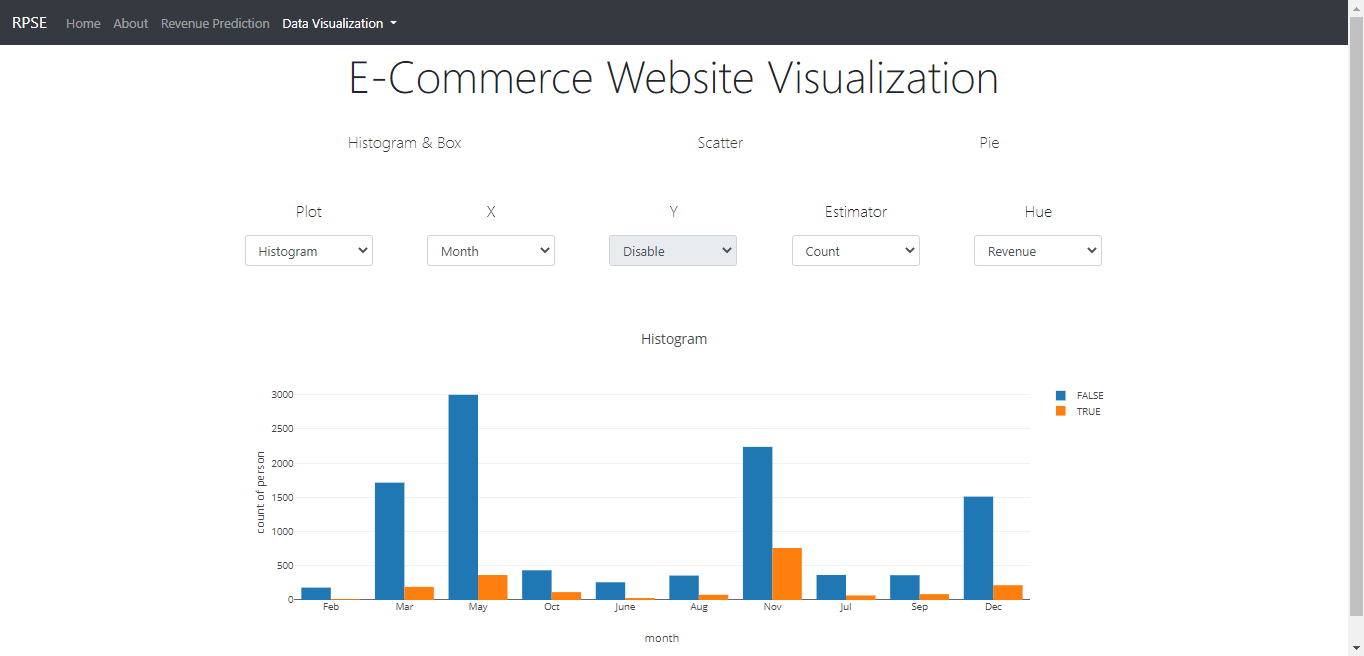 RPSE Home About Revenue Prediction Data Visualization
E-Commerce Website Visualization
Histogram & Box Scatter Pie
Plot X Y Estimator Hue
Histogram Month Disable Count Revenue
Histogram
3000
2500
2000
1500
1000
500
0
count of person
Feb Mar May Oct June Aug Nov Jul Sep Dec
month
FALSE
TRUE